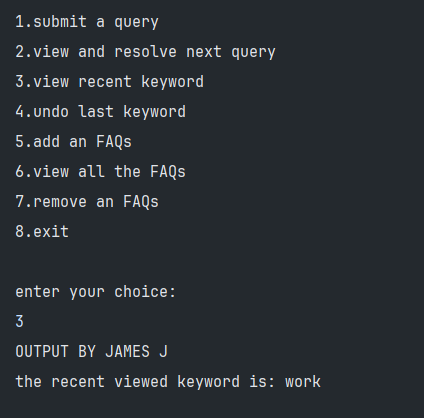 1.submit a query
2.view and resolve next query
3.view recent keyword
4.undo last keyword
5.add an FAQs
6.view all the FAQs
7.remove an FAQs
8.exit
enter your choice:
3
OUTPUT BY JAMES J
the recent viewed keyword is: work